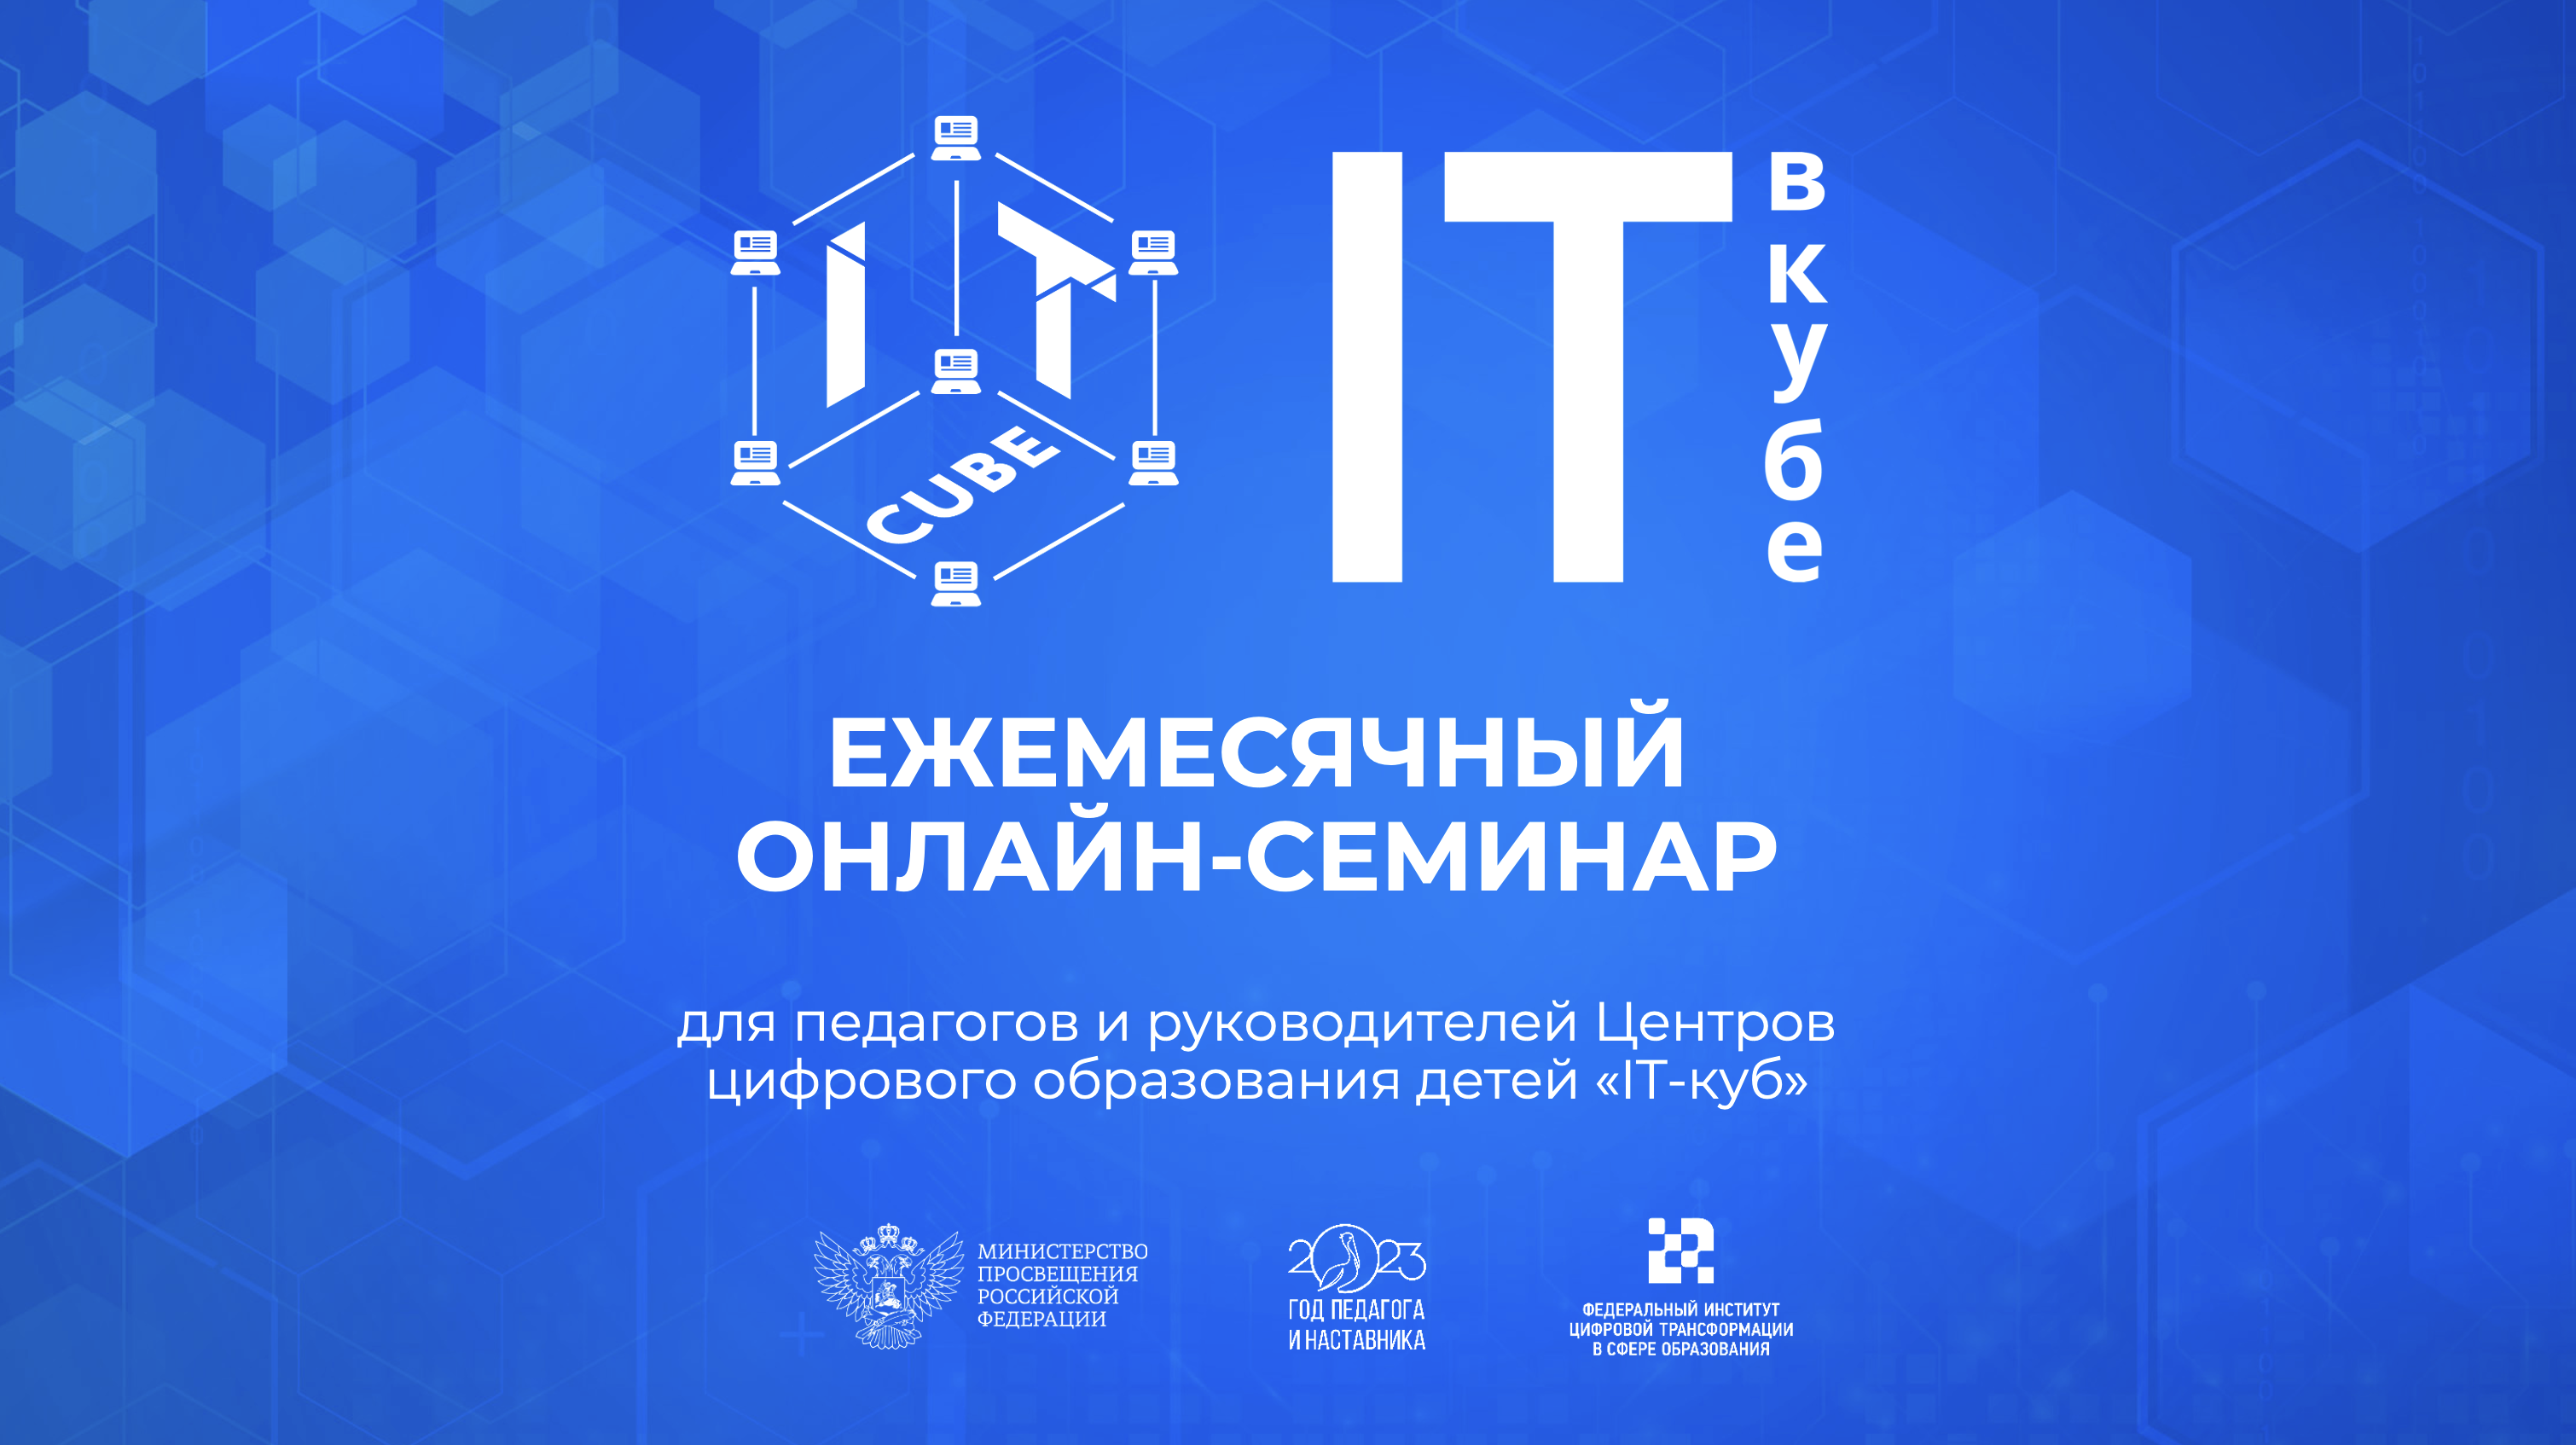 IT
CUBE
IT
в кубе
ЕЖЕМЕСЯЧНЫЙ
ОНЛАЙН-СЕМИНАР
для педагогов и руководителей Центров
цифрового образования детей «IT-куб»
МИНИСТЕРСТВО
ПРОСВЕЩЕНИЯ
РОССИЙСКОЙ
ФЕДЕРАЦИИ
2023
ГОД ПЕДАГОГА
И НАСТАВНИКА
ФЕДЕРАЛЬНЫЙ ИНСТИТУТ
ЦИФРОВОЙ ТРАНСФОРМАЦИИ
В СФЕРЕ ОБРАЗОВАНИЯ